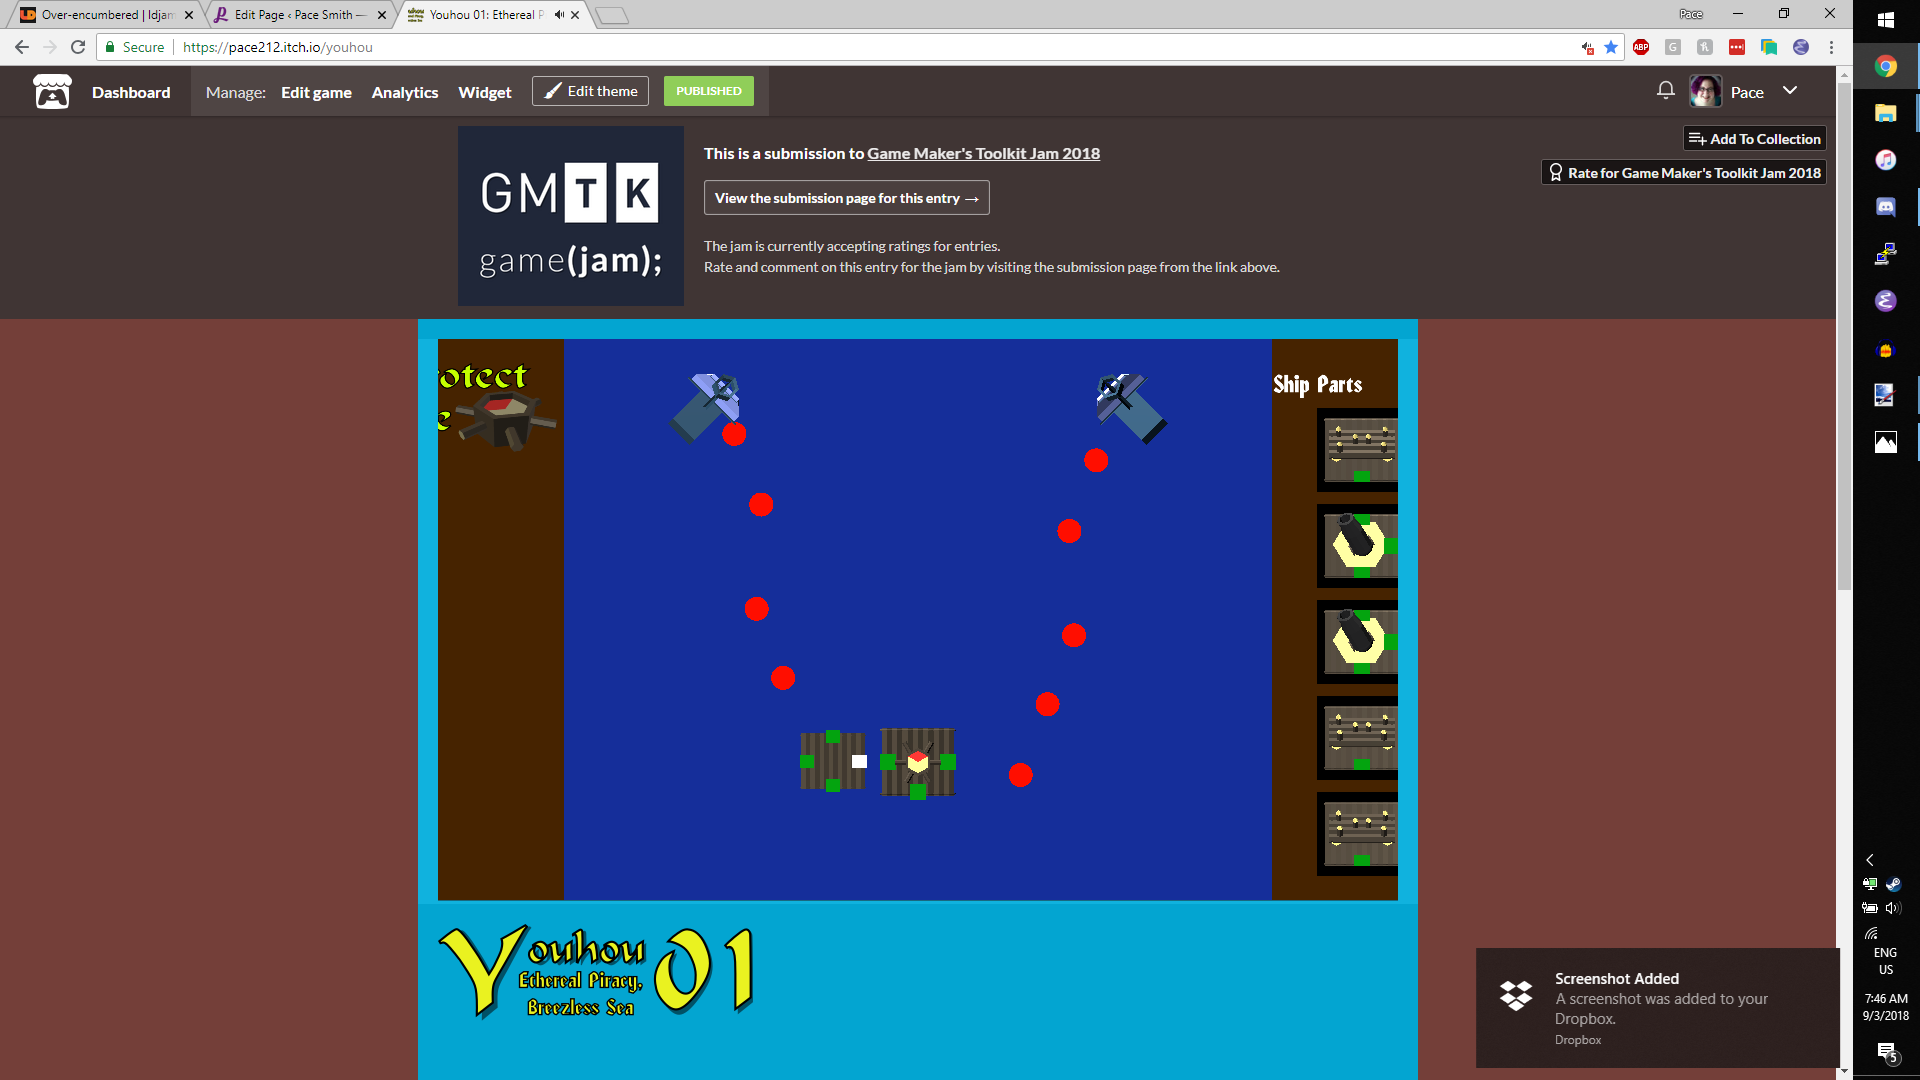 Over-encumbered | ldjam
Edit Page ‹ Pace Smith —
Youhou 01: Ethereal P
Pace
Secure
https://pace212.itch.io/youhou
ABP
Dashboard
Manage:
Edit game
Analytics
Widget
Edit theme
PUBLISHED
Pace
GMTK
game(jam);
This is a submission to Game Maker's Toolkit Jam 2018
View the submission page for this entry →
The jam is currently accepting ratings for entries.
Rate and comment on this entry for the jam by visiting the submission page from the link above.
Add To Collection
Rate for Game Maker's Toolkit Jam 2018
otect
e
Ship Parts
Youhou 01
Ethereal Piracy,
Breezless Sea
Screenshot Added
A screenshot was added to your
Dropbox.
Dropbox
ENG
US
7:46 AM
9/3/2018
5